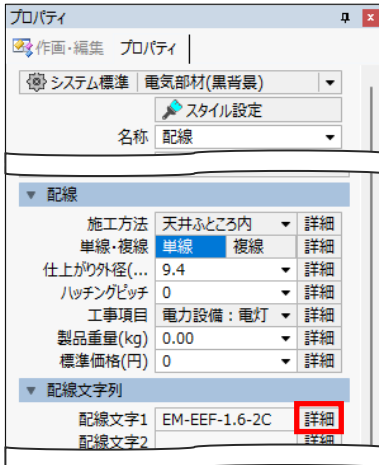 プロパティ
作画・編集 プロパティ
システム標準 電気部材(黒背景)
スタイル設定
名称 配線
配線
施工方法 天井ふところ内 詳細
単線・複線 単線 複線 詳細
仕上がり外径(... 9.4 詳細
ハッチングピッチ 0 詳細
工事項目 電力設備：電灯 詳細
製品重量(kg) 0.00 詳細
標準価格(円) 0 詳細
配線文字列
配線文字1 EM-EEF-1.6-2C 詳細
配線文字2 詳細